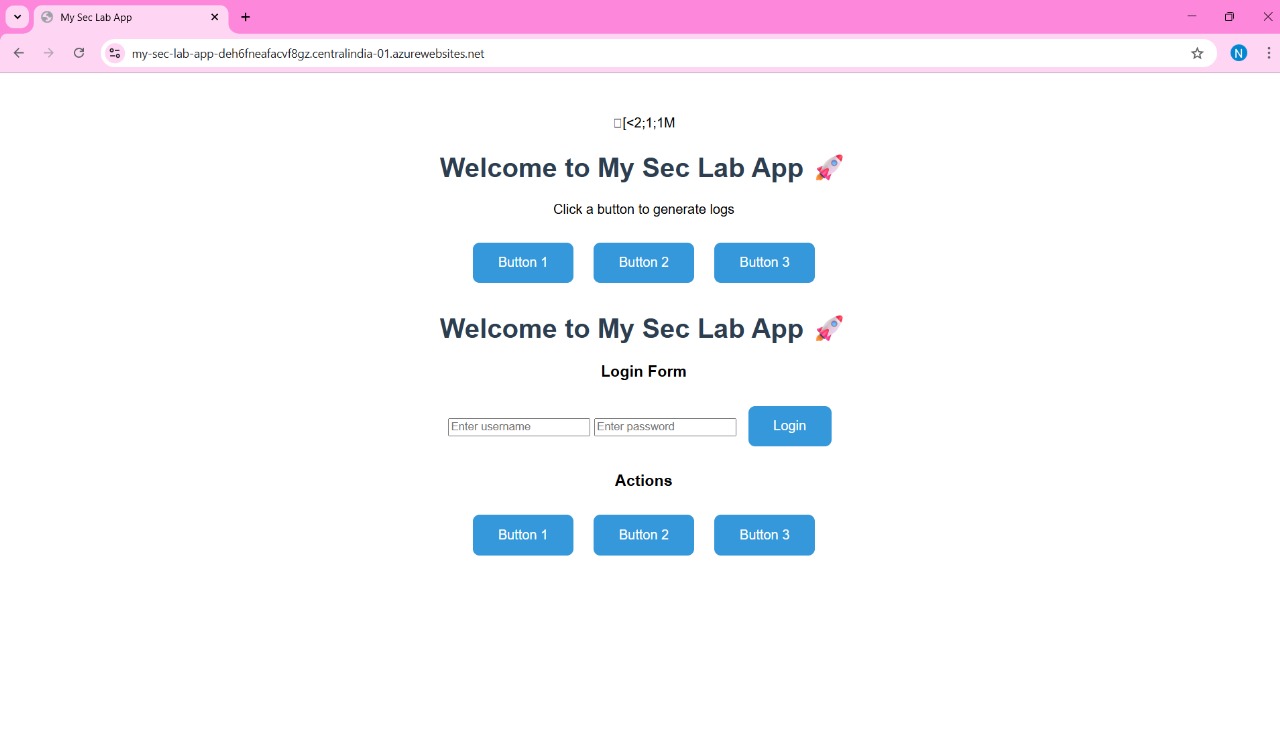 My Sec Lab App
my-sec-lab-app-deh6fneafacvf8gz.centralindia-01.azurewebsites.net
N
□[<2;1;1M
Welcome to My Sec Lab App 🚀
Click a button to generate logs
Button 1 Button 2 Button 3
Welcome to My Sec Lab App 🚀
Login Form
Enter username Enter password Login
Actions
Button 1 Button 2 Button 3